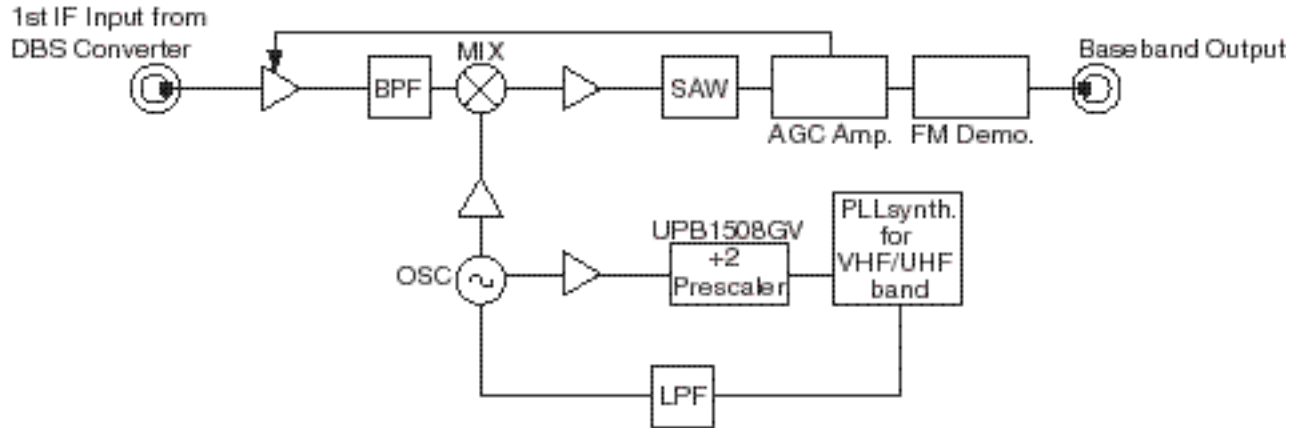 1st IF Input from
DBS Converter
MIX
Baseband Output
BPF
SAW
AGC Amp.
FM Demo.
UPB1508GV
÷2
Prescaler
PLLsynth.
for
VHF/UHF
band
OSC
LPF